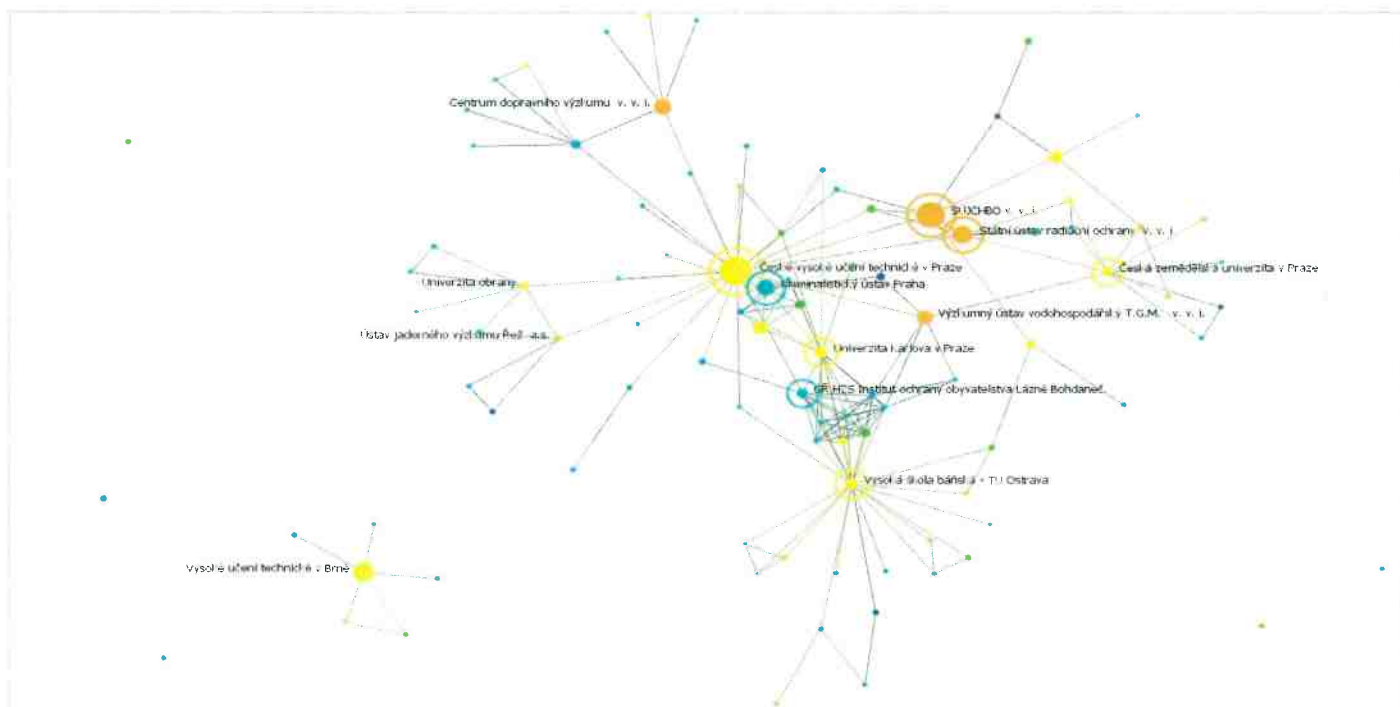 Centrum dopravního výzkumu v. v. i.
SÚJCHBO v. v. i.
Státní ústav radiační ochrany v. v. i.
České vysoké učení technické v Praze
Česká zemědělská univerzita v Praze
Univerzita obrany
Kriminalistický ústav Praha
Výzkumný ústav vodohospodářský T.G.M. v. v. i.
Ústav jaderného výzkumu Řež a.s.
Univerzita Karlova v Praze
GŘ HZS Institut ochrany obyvatelstva Lázně Bohdaneč
Vysoká škola báňská - TU Ostrava
Vysoké učení technické v Brně